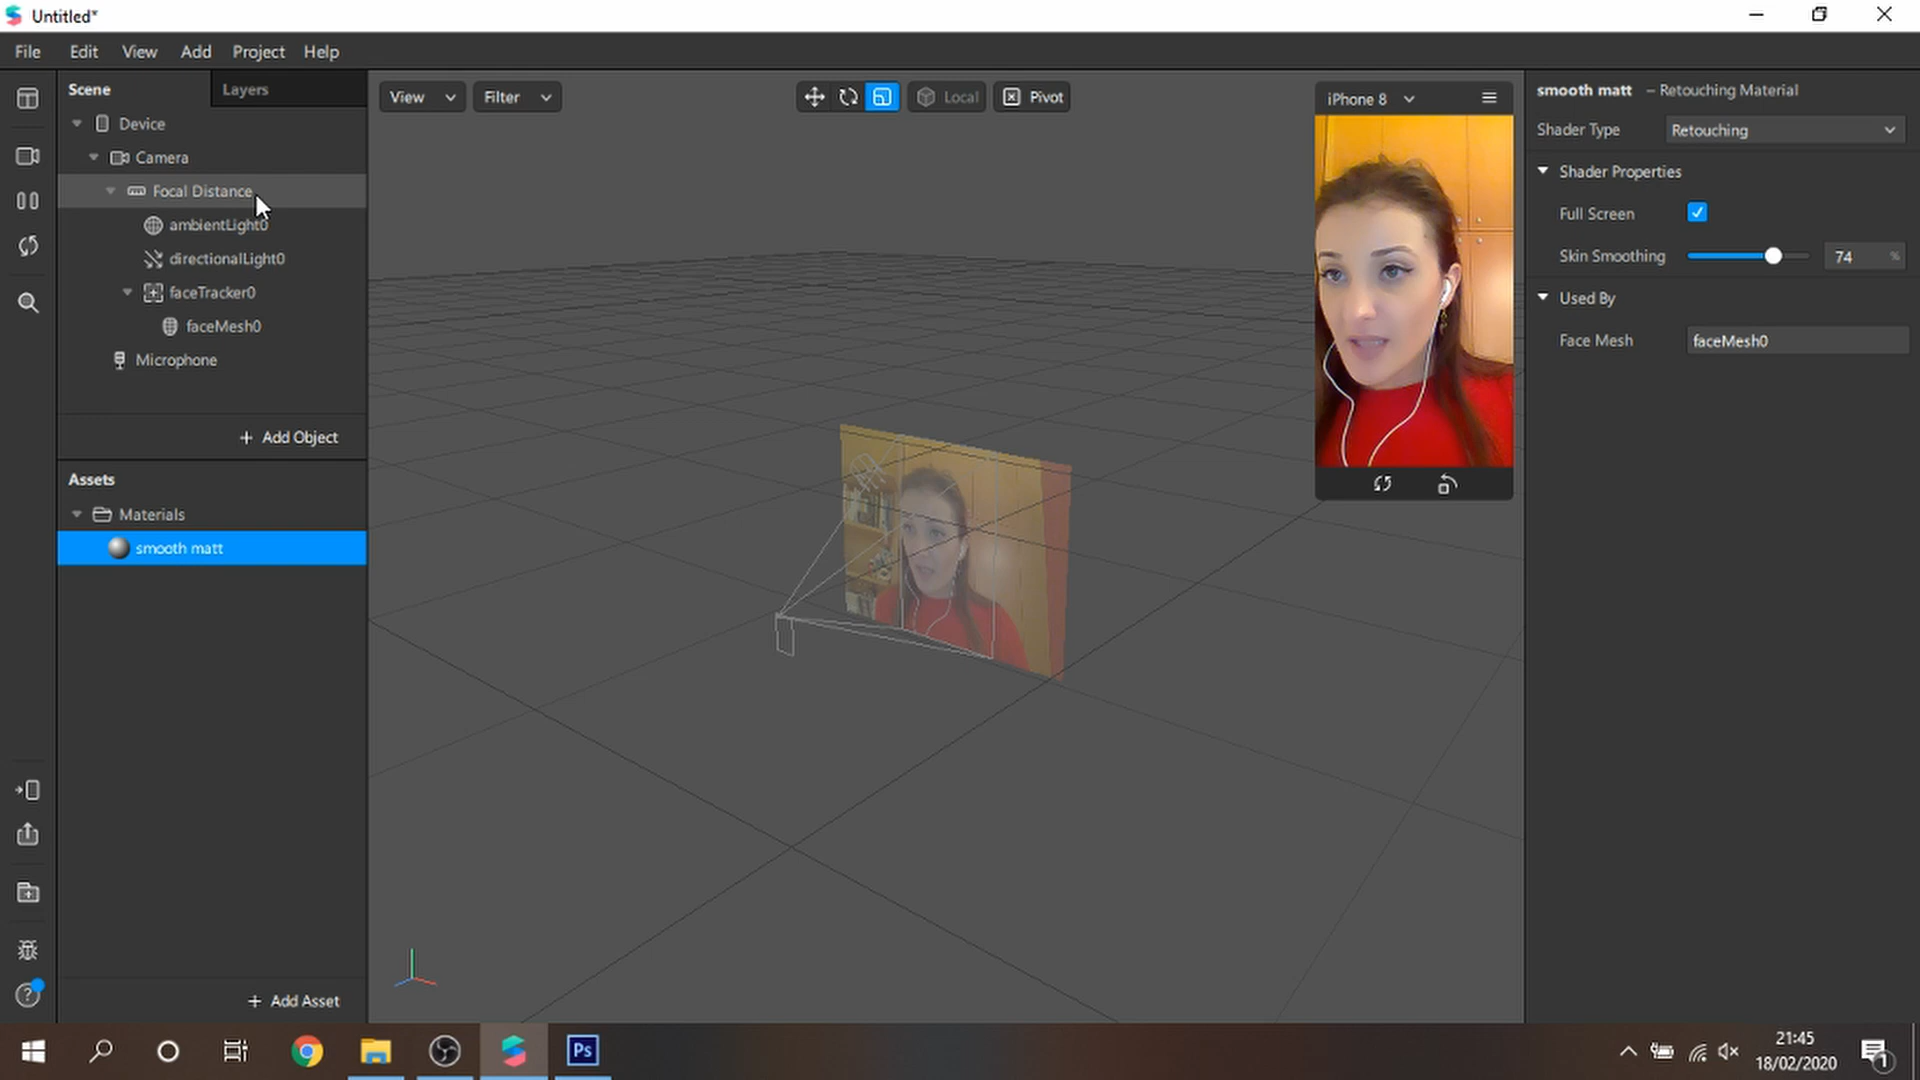 Untitled*
File Edit View Add Project Help
Scene Layers
Device
Camera
Focal Distance
ambientLight0
directionalLight0
faceTracker0
faceMesh0
Microphone
+ Add Object
Assets
Materials
smooth matt
+ Add Asset
View Filter Local Pivot
iPhone 8
smooth matt – Retouching Material
Shader Type Retouching
Shader Properties
Full Screen
Skin Smoothing 74 %
Used By
Face Mesh faceMesh0
Ps
21:45
18/02/2020
1